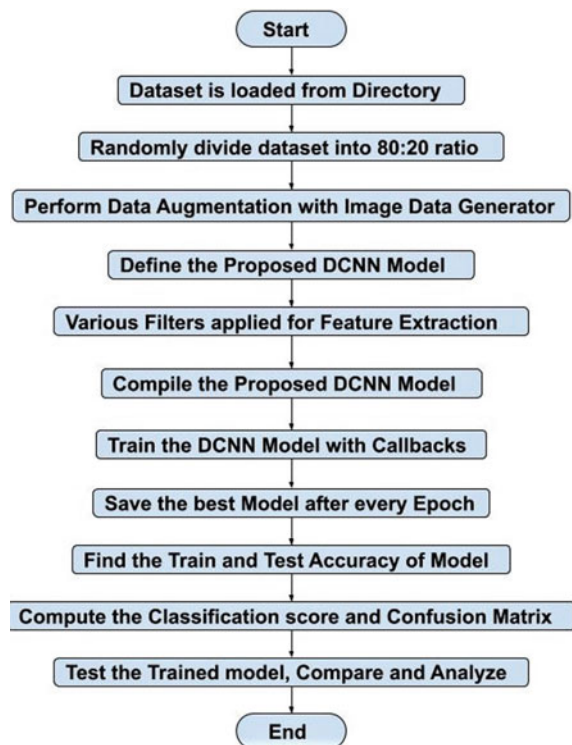 Start
Dataset is loaded from Directory
Randomly divide dataset into 80:20 ratio
Perform Data Augmentation with Image Data Generator
Define the Proposed DCNN Model
Various Filters applied for Feature Extraction
Compile the Proposed DCNN Model
Train the DCNN Model with Callbacks
Save the best Model after every Epoch
Find the Train and Test Accuracy of Model
Compute the Classification score and Confusion Matrix
Test the Trained model, Compare and Analyze
End